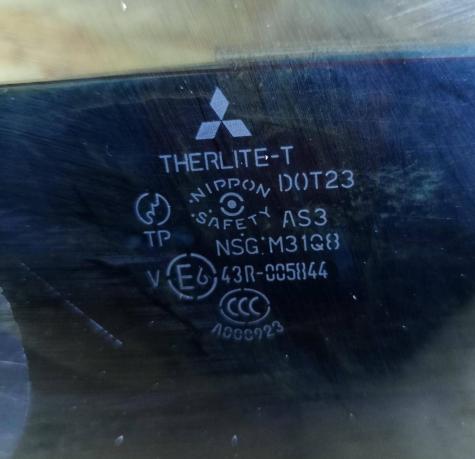 THERLITE-T
NIPPON SAFETY
DOT23
AS3
TP
NSG M31Q8
V E6 43R-005844
CCC
A000923